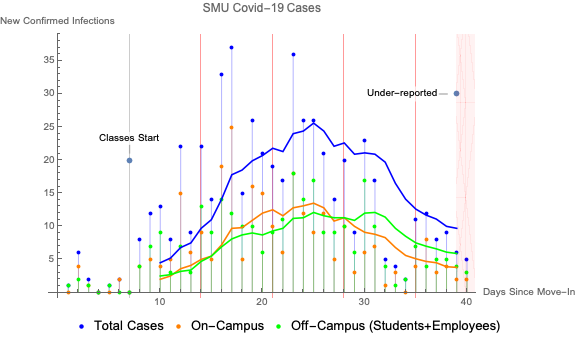 SMU Covid-19 Cases
New Confirmed Infections
35
30
25
20
15
10
5
Under-reported
Classes Start
10
20
30
40
Days Since Move-In
Total Cases
On-Campus
Off-Campus (Students+Employees)